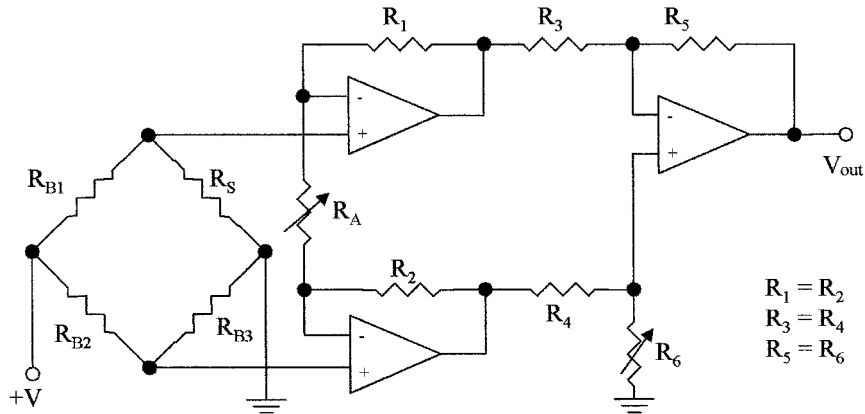 R1
R3
R5
-
+
-
+
Vout
RB1
RS
RA
R2
R4
RB2
RB3
-
+
R6
+V
R1 = R2
R3 = R4
R5 = R6